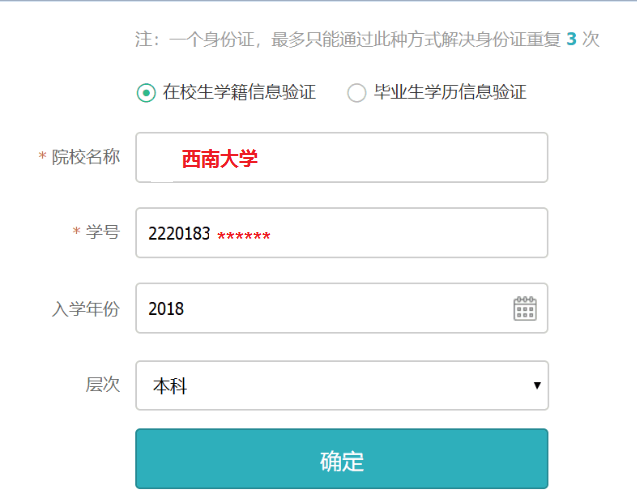 注：一个身份证，最多只能通过此种方式解决身份证重复 3 次
在校生学籍信息验证 毕业生学历信息验证
* 院校名称 西南大学
* 学号 2220183 ******
入学年份 2018
层次 本科
确定